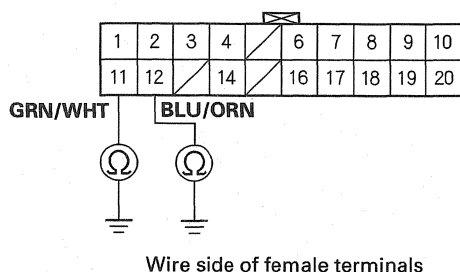 1 2 3 4 6 7 8 9 10
11 12 14 16 17 18 19 20
GRN/WHT BLU/ORN
Ω Ω
Wire side of female terminals